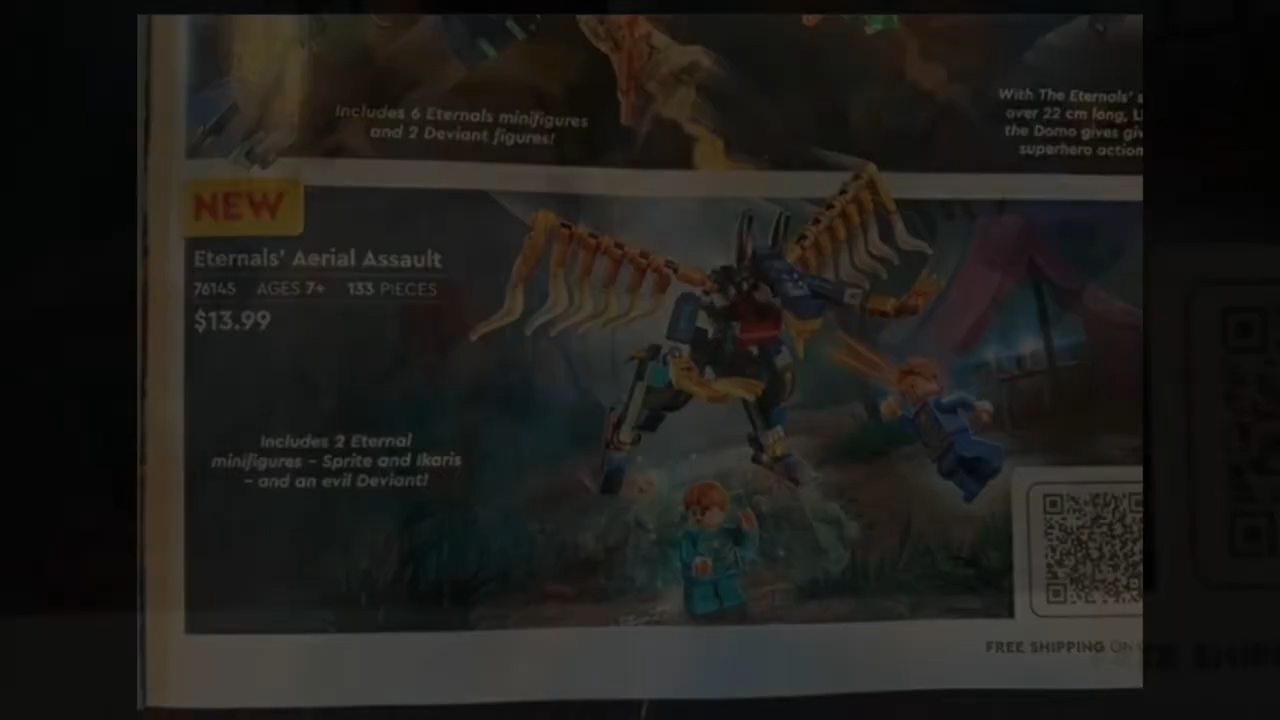 Includes 6 Eternals minifigures
and 2 Deviant figures!
With The Eternals'
over 22 cm long,
the Domo gives
superhero action
NEW
Eternals' Aerial Assault
76145 AGES 7+ 133 PIECES
$13.99
Includes 2 Eternal
minifigures – Sprite and Ikaris
– and an evil Deviant!
FREE SHIPPING ON